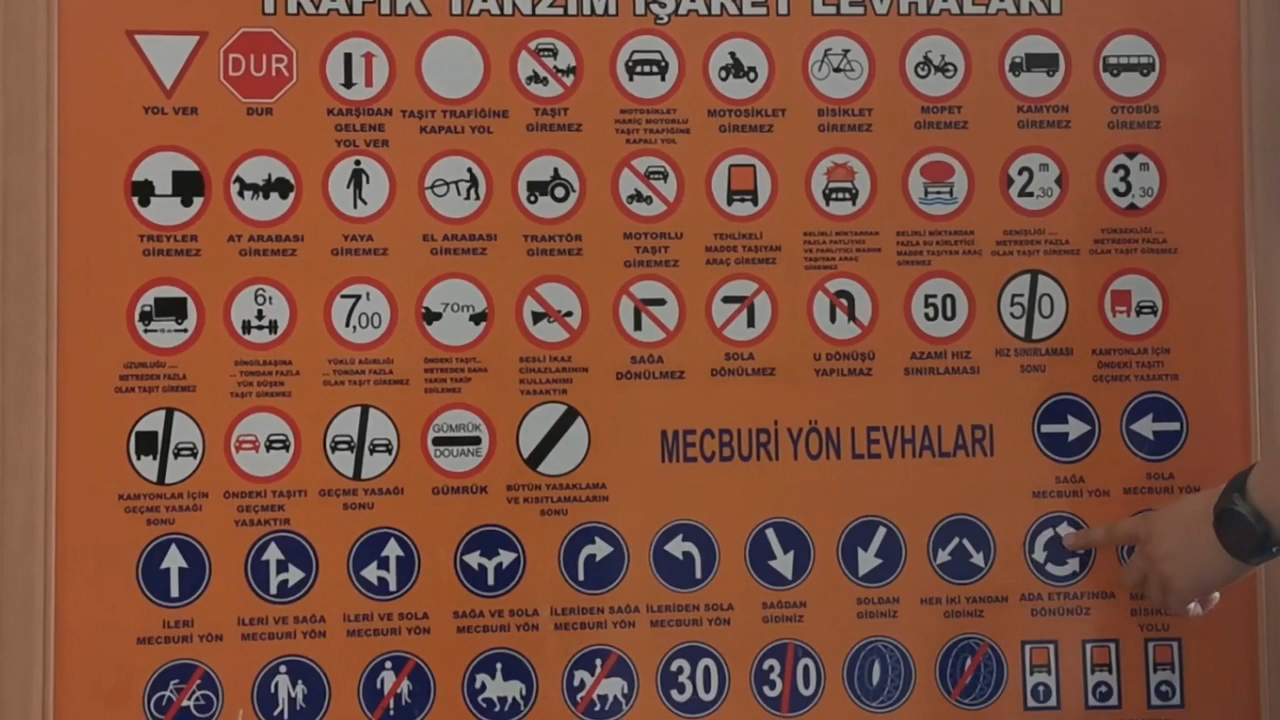 TRAFİK TANZİM İŞARET LEVHALARI
DUR
YOL VER
DUR
KARŞIDAN
GELENE
YOL VER
TAŞIT TRAFİĞİNE
KAPALI YOL
TAŞIT
GİREMEZ
MOTOSİKLET
HARİÇ MOTORLU
TAŞIT TRAFİĞİNE
KAPALI YOL
MOTOSİKLET
GİREMEZ
BİSİKLET
GİREMEZ
MOPET
GİREMEZ
KAMYON
GİREMEZ
OTOBÜS
GİREMEZ
2,30 m
3,30 m
TREYLER
GİREMEZ
AT ARABASI
GİREMEZ
YAYA
GİREMEZ
EL ARABASI
GİREMEZ
TRAKTÖR
GİREMEZ
MOTORLU
TAŞIT
GİREMEZ
TEHLİKELİ
MADDE TAŞIYAN
ARAÇ GİREMEZ
BELİRLİ MİKTARDAN
FAZLA PATLAYICI
VE PARLAYICI MADDE
TAŞIYAN ARAÇ
GİREMEZ
BELİRLİ MİKTARDAN
FAZLA SU KİRLETİCİ
MADDE TAŞIYAN ARAÇ
GİREMEZ
GENİŞLİĞİ ....
METREDEN FAZLA
OLAN TAŞIT GİREMEZ
YÜKSEKLİĞİ ....
METREDEN FAZLA
OLAN TAŞIT GİREMEZ
10 m
6t
7,00 t
70m
50
50
UZUNLUĞU ....
METREDEN FAZLA
OLAN TAŞIT GİREMEZ
DİNGİLBAŞINA
... TONDAN FAZLA
YÜK DÜŞEN
TAŞIT GİREMEZ
YÜKLÜ AĞIRLIĞI
... TONDAN FAZLA
OLAN TAŞIT GİREMEZ
ÖNDEKİ TAŞIT...
METREDEN DAHA
YAKIN TAKİP
EDİLEMEZ
SESLİ İKAZ
CİHAZLARININ
KULLANIMI
YASAKTIR
SAĞA
DÖNÜLMEZ
SOLA
DÖNÜLMEZ
U DÖNÜŞÜ
YAPILMAZ
AZAMİ HIZ
SINIRLAMASI
HIZ SINIRLAMASI
SONU
KAMYONLAR İÇİN
ÖNDEKİ TAŞITI
GEÇMEK YASAKTIR
GÜMRÜK
DOUANE
KAMYONLAR İÇİN
GEÇME YASAĞI
SONU
ÖNDEKİ TAŞITI
GEÇMEK
YASAKTIR
GEÇME YASAĞI
SONU
GÜMRÜK
BÜTÜN YASAKLAMA
VE KISITLAMALARIN
SONU
MECBURİ YÖN LEVHALARI
SAĞA
MECBURİ YÖN
SOLA
MECBURİ YÖN
İLERİ
MECBURİ YÖN
İLERİ VE SAĞA
MECBURİ YÖN
İLERİ VE SOLA
MECBURİ YÖN
SAĞA VE SOLA
MECBURİ YÖN
İLERİDEN SAĞA
MECBURİ YÖN
İLERİDEN SOLA
MECBURİ YÖN
SAĞDAN
GİDİNİZ
SOLDAN
GİDİNİZ
HER İKİ YANDAN
GİDİNİZ
ADA ETRAFINDA
DÖNÜNÜZ
YOLU
30
30